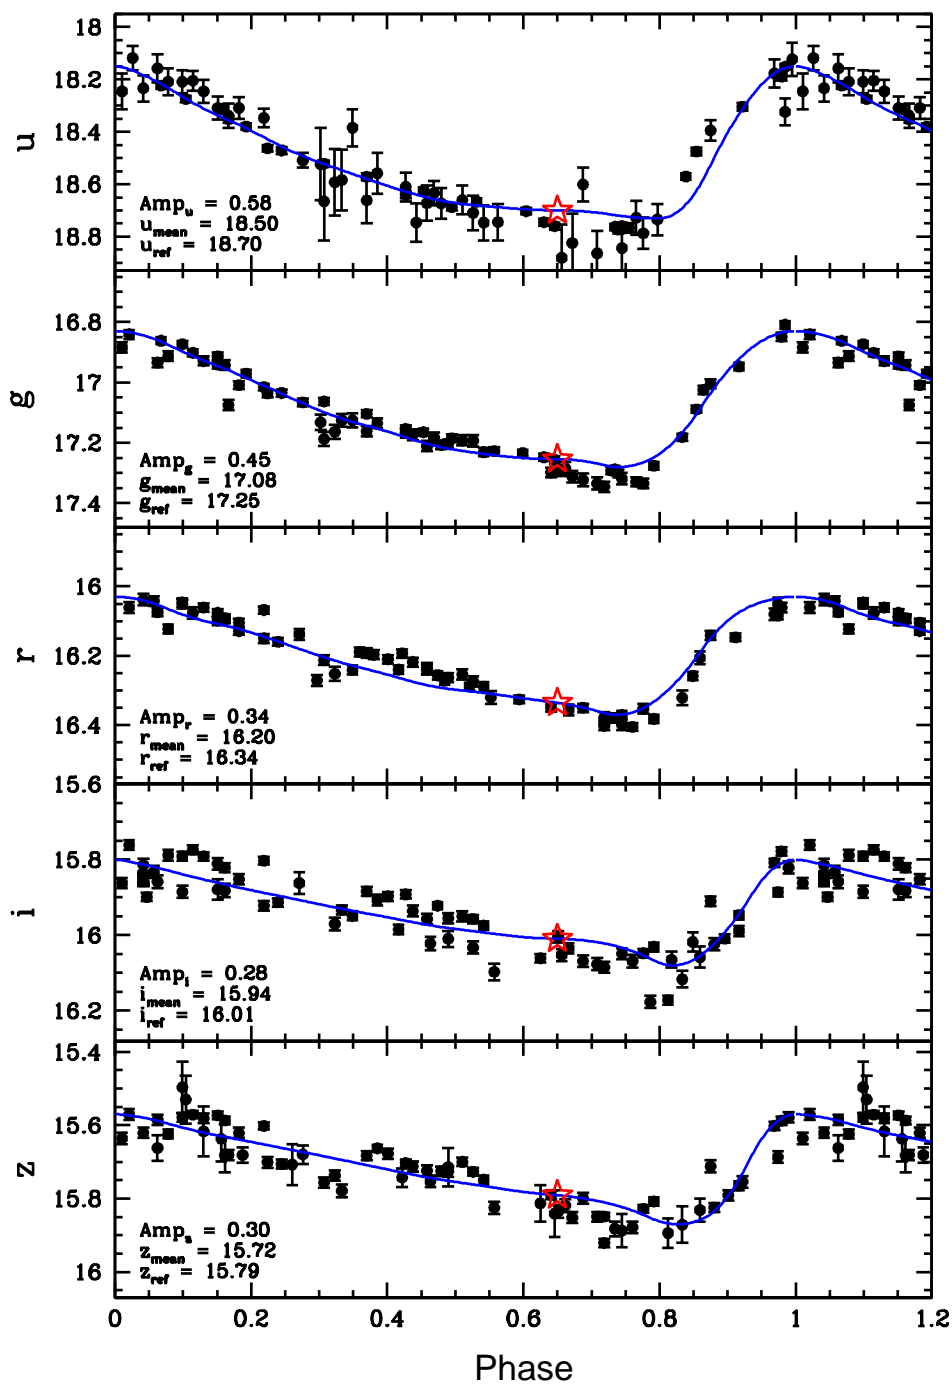 18
18.2
18.4
u
18.6
18.8
Amp_u = 0.58
u_mean = 18.50
u_ref = 18.70
16.8
17
g
17.2
17.4
Amp_g = 0.45
g_mean = 17.08
g_ref = 17.25
16
16.2
r
16.4
15.6
Amp_r = 0.34
r_mean = 16.20
r_ref = 16.34
15.8
i
16
16.2
Amp_i = 0.28
i_mean = 15.94
i_ref = 16.01
15.4
15.6
z
15.8
16
Amp_z = 0.30
z_mean = 15.72
z_ref = 15.79
0 0.2 0.4 0.6 0.8 1 1.2
Phase